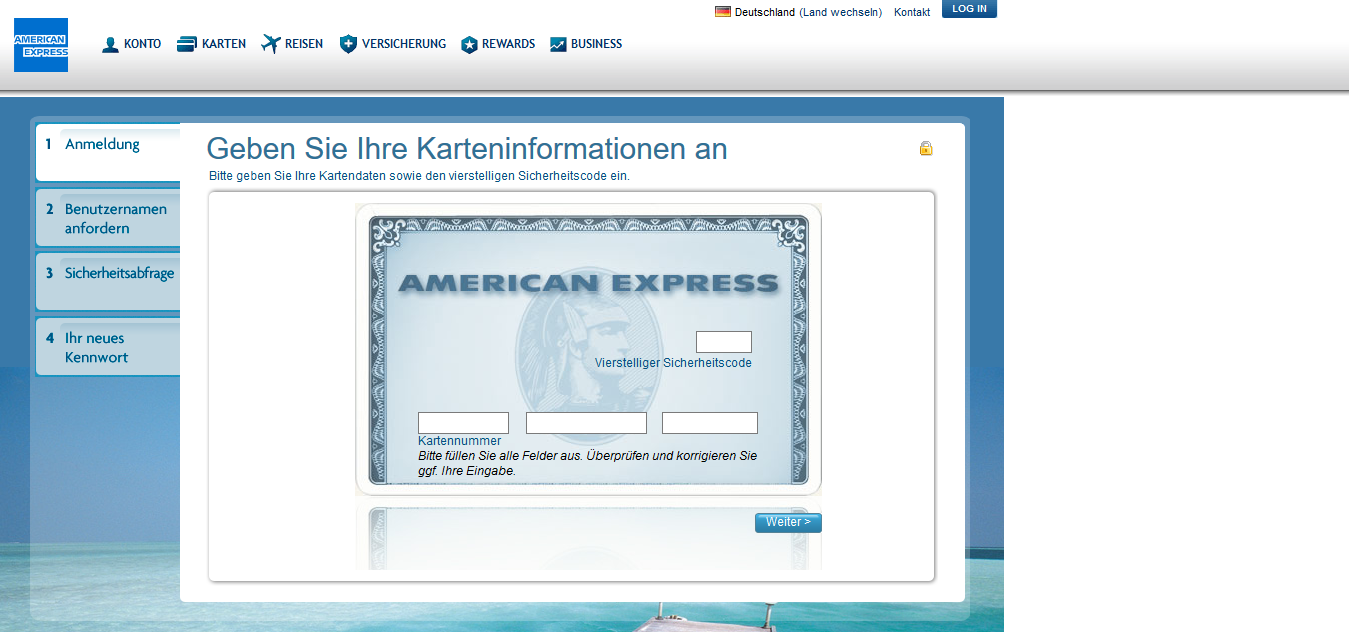 Deutschland (Land wechseln) Kontakt LOG IN
AMERICAN
EXPRESS
KONTO KARTEN REISEN VERSICHERUNG REWARDS BUSINESS
1 Anmeldung
2 Benutzernamen
anfordern
3 Sicherheitsabfrage
4 Ihr neues
Kennwort
Geben Sie Ihre Karteninformationen an
Bitte geben Sie Ihre Kartendaten sowie den vierstelligen Sicherheitscode ein.
AMERICAN EXPRESS
Vierstelliger Sicherheitscode
Kartennummer
Bitte füllen Sie alle Felder aus. Überprüfen und korrigieren Sie
ggf. Ihre Eingabe.
Weiter >